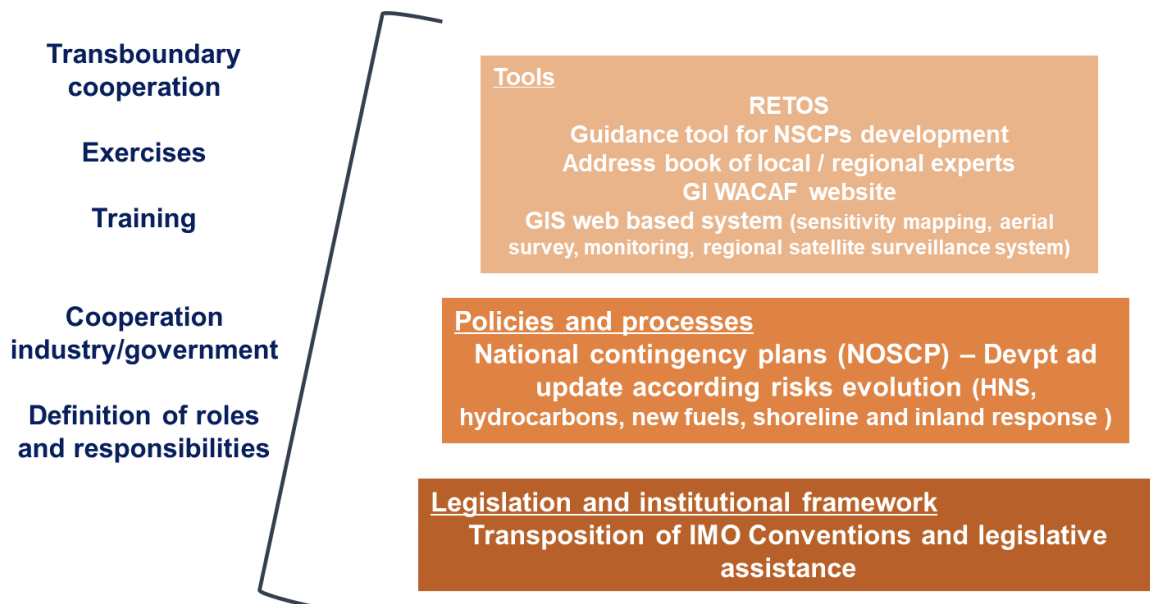 Transboundary
cooperation
Exercises
Training
Cooperation
industry/government
Definition of roles
and responsibilities
Tools
RETOS
Guidance tool for NSCPs development
Address book of local / regional experts
GI WACAF website
GIS web based system (sensitivity mapping, aerial
survey, monitoring, regional satellite surveillance system)
Policies and processes
National contingency plans (NOSCP) – Devpt ad
update according risks evolution (HNS,
hydrocarbons, new fuels, shoreline and inland response )
Legislation and institutional framework
Transposition of IMO Conventions and legislative
assistance